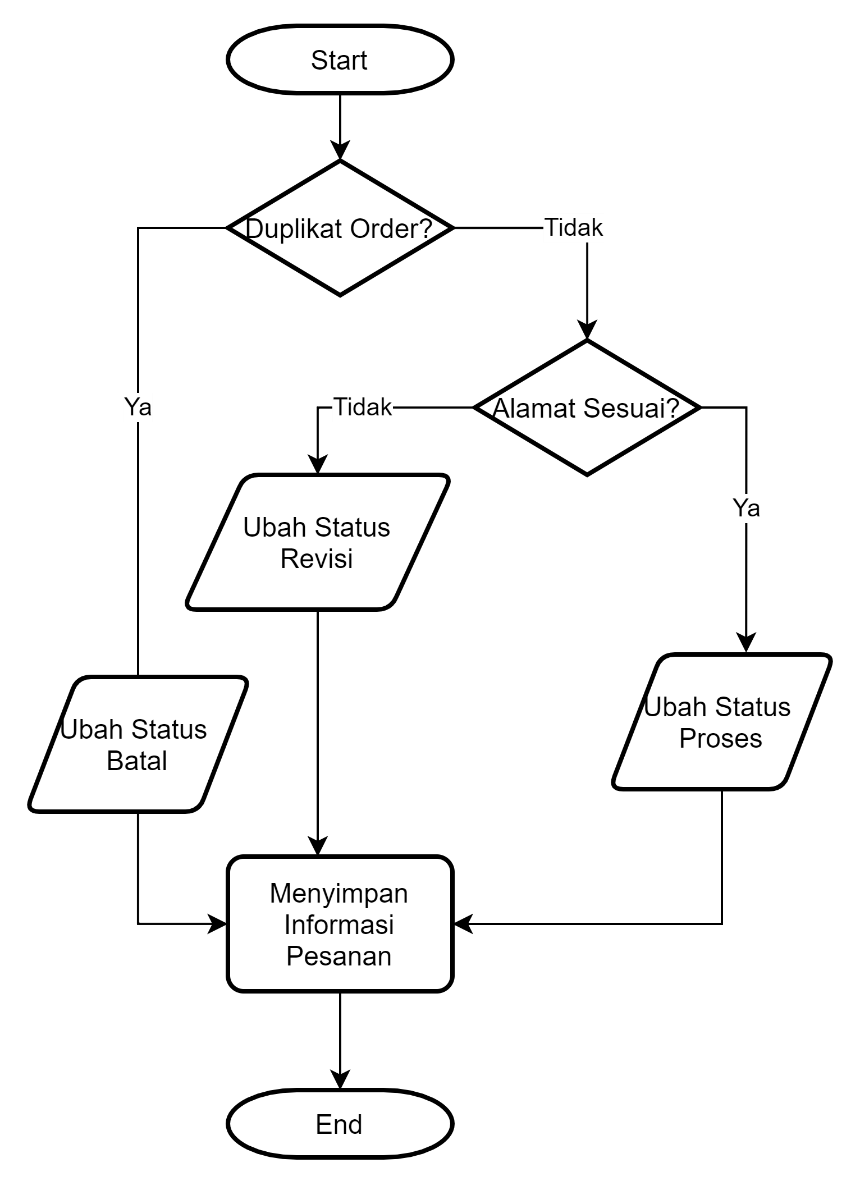 Start
Duplikat Order?
Tidak
Ya
Tidak
Alamat Sesuai?
Ya
Ubah Status
Revisi
Ubah Status
Batal
Ubah Status
Proses
Menyimpan
Informasi
Pesanan
End